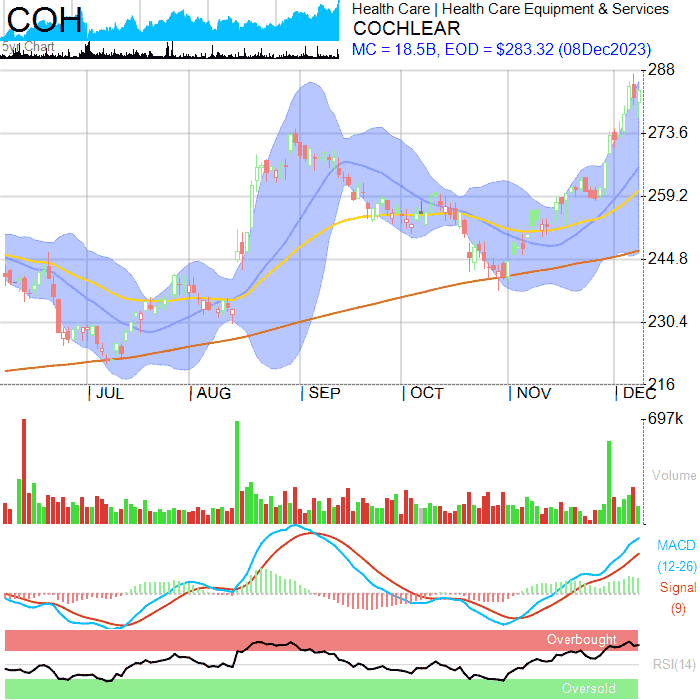 COH
5yr Chart
Health Care | Health Care Equipment & Services
COCHLEAR
MC = 18.5B, EOD = $283.32 (08Dec2023)
288
273.6
259.2
244.8
230.4
216
JUL
AUG
SEP
OCT
NOV
DEC
697k
Volume
MACD
(12-26)
Signal
(9)
Overbought
RSI(14)
Oversold